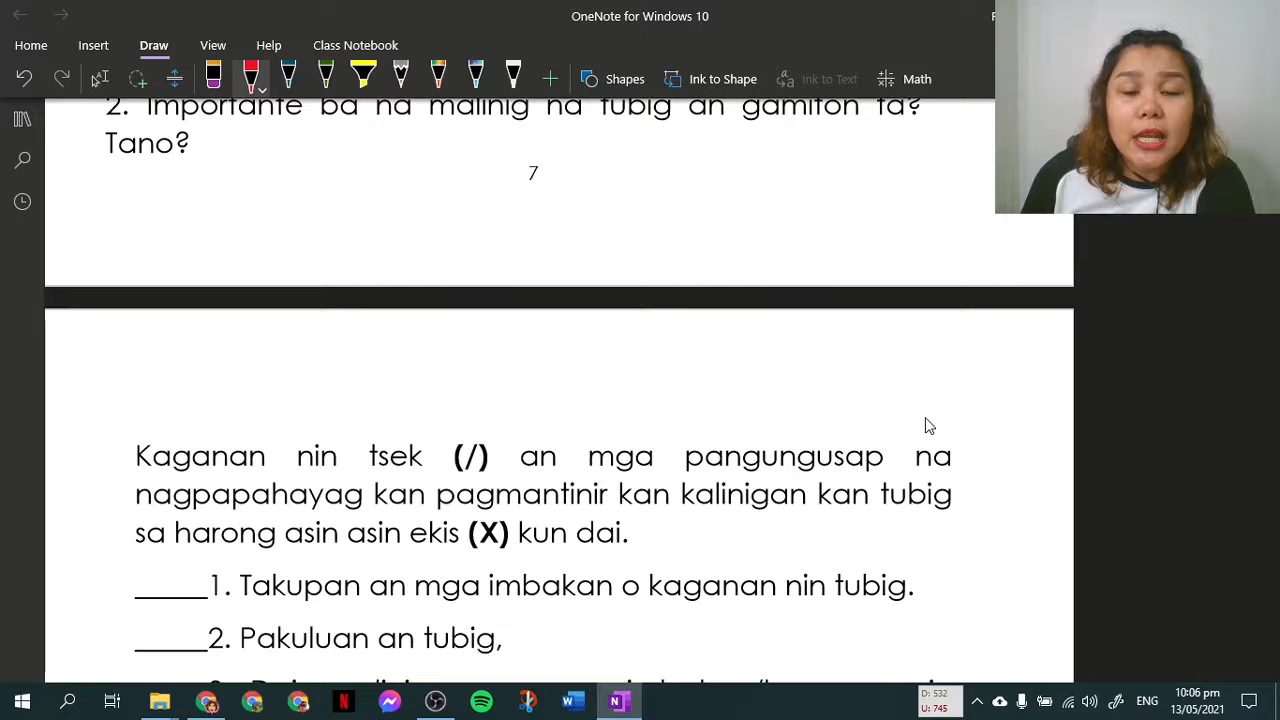 OneNote for Windows 10
Home Insert Draw View Help Class Notebook
Shapes Ink to Shape Ink to Text Math
2. Importante ba na malinig na tubig an gamiton ta?
Tano?
7
Kaganan nin tsek (/) an mga pangungusap na
nagpapahayag kan pagmantinir kan kalinigan kan tubig
sa harong asin asin ekis (X) kun dai.
_____1. Takupan an mga imbakan o kaganan nin tubig.
_____2. Pakuluan an tubig,
D: 532
U: 745
ENG
10:06 pm
13/05/2021